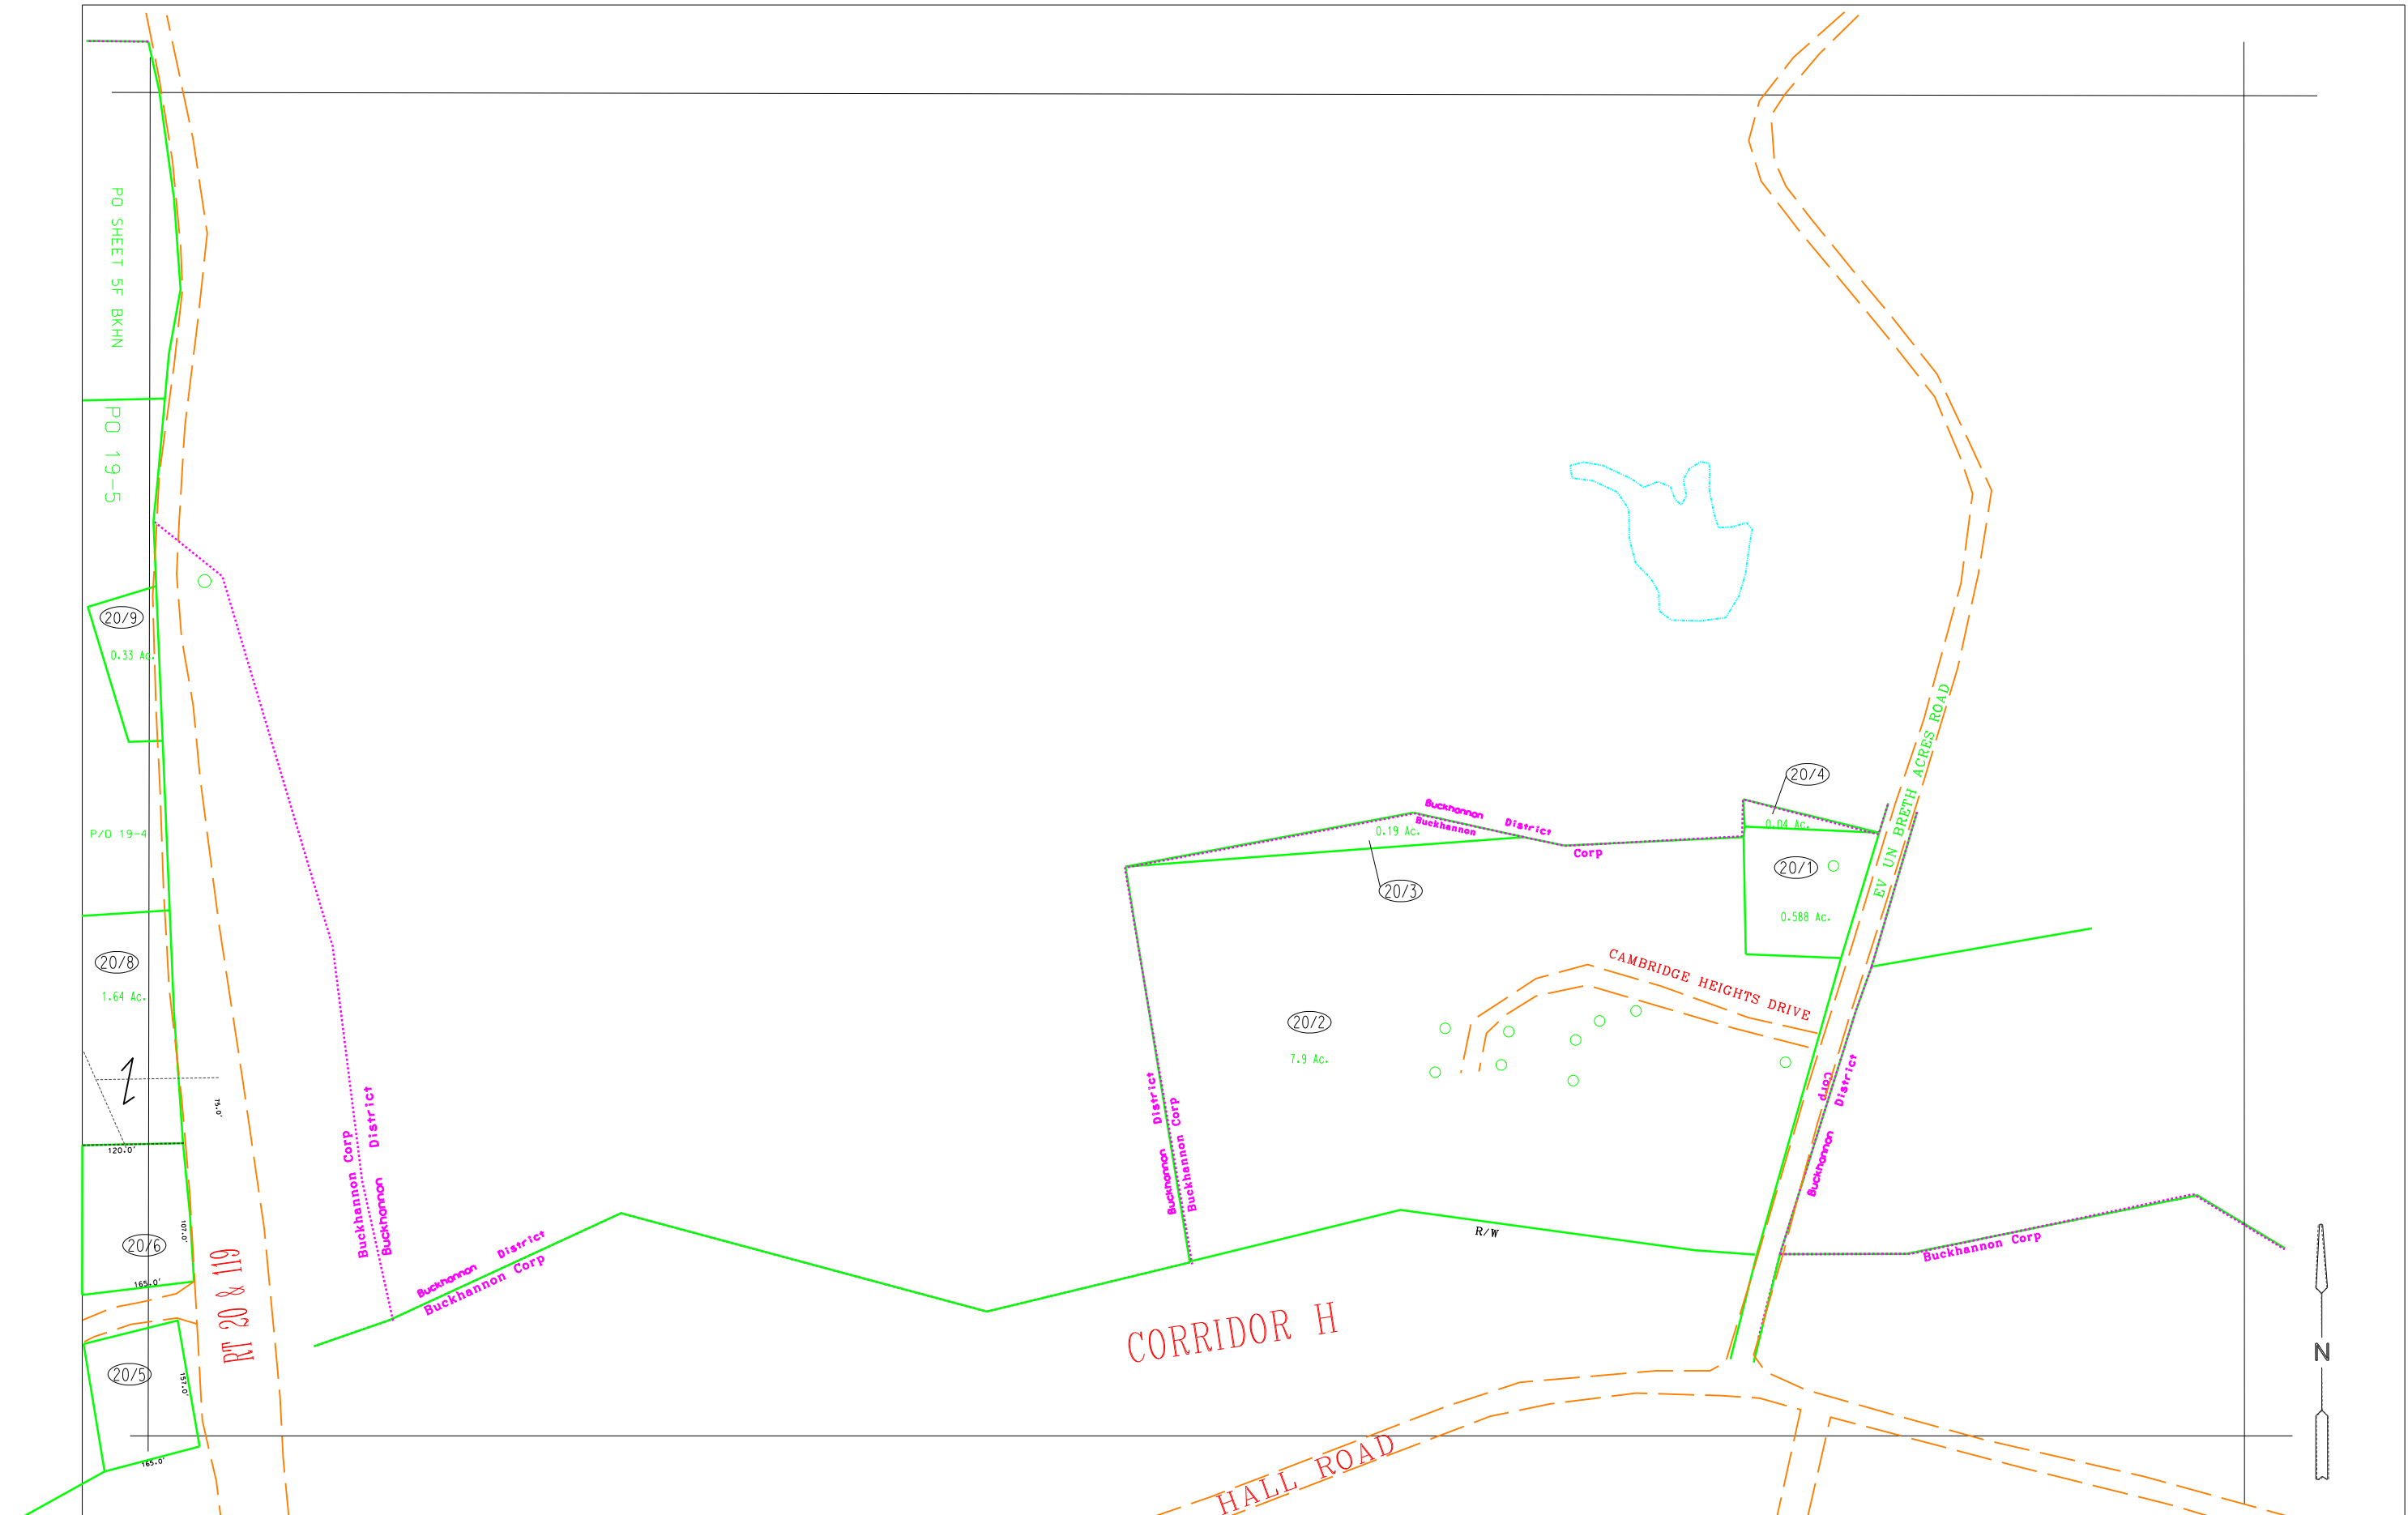 PO SHEET 5F BKHN
PO 19-5
20/9
0.33 Ac.
P/O 19-4
20/8
1.64 Ac.
75.0'
120.0'
107.0'
20/6
165.0'
RT 20 & 119
20/5
157.0'
165.0'
Buckhannon Corp
Buckhannon District
Buckhannon District
Buckhannon Corp
Buckhannon District
Buckhannon Corp
Buckhannon District
Buckhannon
Corp
0.19 Ac.
20/3
20/4
0.04 Ac.
20/1
0.588 Ac.
EV UN BRETH ACRES ROAD
CAMBRIDGE HEIGHTS DRIVE
20/2
7.9 Ac.
Corp
Buckhannon District
R/W
Buckhannon Corp
CORRIDOR H
HALL ROAD
N